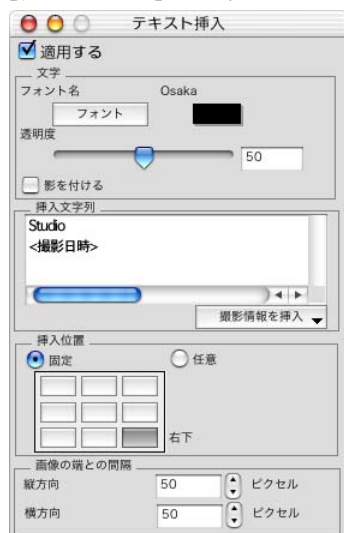 テキスト挿入
適用する
文字
フォント名 Osaka
フォント
透明度
50
影を付ける
挿入文字列
Studio
<撮影日時>
撮影情報を挿入
挿入位置
固定 任意
右下
画像の端との間隔
縦方向 50 ピクセル
横方向 50 ピクセル